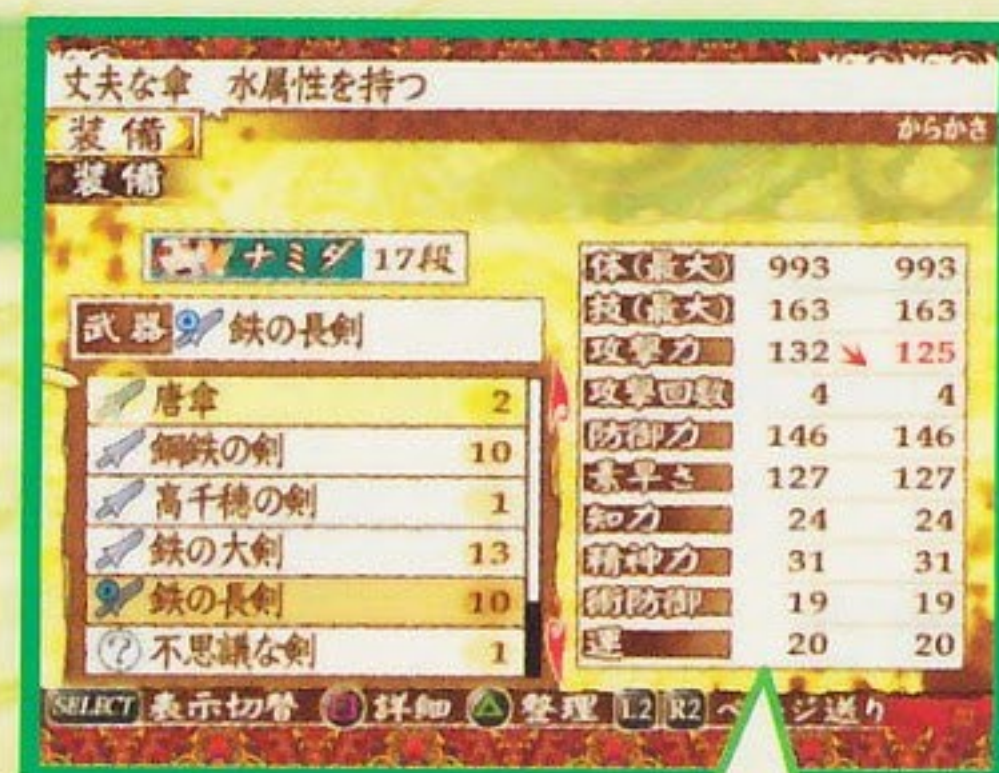 丈夫な傘　水属性を持つ
装備
からかさ
装備
ナミダ 17段
武器 鉄の長剣
唐傘 2
鋼鉄の剣 10
高千穂の剣 1
鉄の大剣 13
鉄の長剣 10
? 不思議な剣 1
体(最大) 993 993
技(最大) 163 163
攻撃力 132 125
攻撃回数 4 4
防御力 146 146
素早さ 127 127
知力 24 24
精神力 31 31
術防御 19 19
運 20 20
SELECT 表示切替 詳細 整理 L2 R2 ページ送り